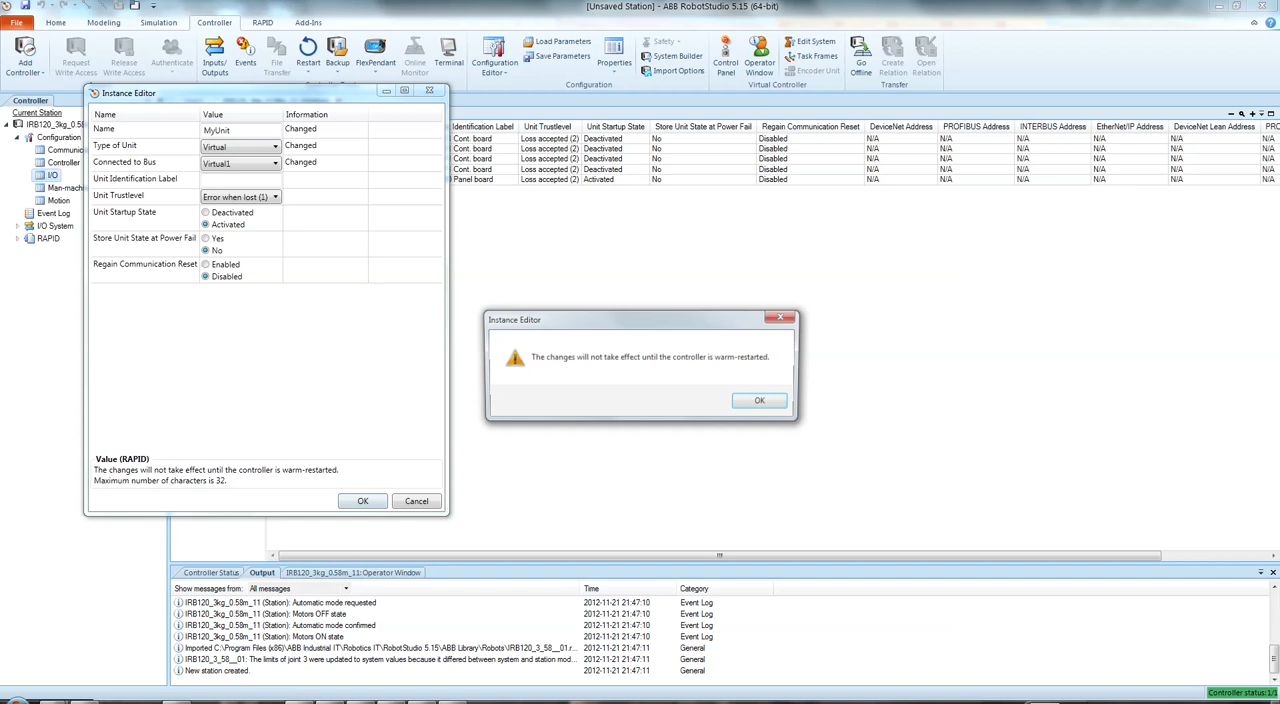 [Unsaved Station] - ABB RobotStudio 5.15 (64-bit)
File Home Modeling Simulation Controller RAPID Add-Ins
Add Controller
Request Write Access
Release Write Access
Authenticate
Inputs/ Outputs
Events
File Transfer
Restart
Backup
FlexPendant
Online Monitor
Terminal
Configuration Editor
Load Parameters
Save Parameters
Properties
Safety
System Builder
Import Options
Configuration
Control Panel
Operator Window
Edit System
Task Frames
Encoder Unit
Virtual Controller
Go Offline
Create Relation
Open Relation
Transfer
Controller
Current Station
IRB120_3kg_0.58
Configuration
Communic
Controller
I/O
Man-machi
Motion
Event Log
I/O System
RAPID
Instance Editor
Name Value Information
Name MyUnit Changed
Type of Unit Virtual Changed
Connected to Bus Virtual1 Changed
Unit Identification Label
Unit Trustlevel Error when lost (1)
Unit Startup State Deactivated
Activated
Store Unit State at Power Fail Yes
No
Regain Communication Reset Enabled
Disabled
Value (RAPID)
The changes will not take effect until the controller is warm-restarted.
Maximum number of characters is 32.
OK Cancel
Identification Label Unit Trustlevel Unit Startup State Store Unit State at Power Fail Regain Communication Reset DeviceNet Address PROFIBUS Address INTERBUS Address EtherNet/IP Address DeviceNet Lean Address PRO
Cont. board Loss accepted (2) Deactivated No Disabled N/A N/A N/A N/A N/A N/A
Cont. board Loss accepted (2) Deactivated No Disabled N/A N/A N/A N/A N/A N/A
Cont. board Loss accepted (2) Deactivated No Disabled N/A N/A N/A N/A N/A N/A
Cont. board Loss accepted (2) Deactivated No Disabled N/A N/A N/A N/A N/A N/A
Panel board Loss accepted (2) Activated No Disabled N/A N/A N/A N/A N/A N/A
Instance Editor
The changes will not take effect until the controller is warm-restarted.
OK
Controller Status Output IRB120_3kg_0.58m_11:Operator Window
Show messages from: All messages Time Category
IRB120_3kg_0.58m_11 (Station): Automatic mode requested 2012-11-21 21:47:10 Event Log
IRB120_3kg_0.58m_11 (Station): Motors OFF state 2012-11-21 21:47:10 Event Log
IRB120_3kg_0.58m_11 (Station): Automatic mode confirmed 2012-11-21 21:47:10 Event Log
IRB120_3kg_0.58m_11 (Station): Motors ON state 2012-11-21 21:47:10 Event Log
Imported C:\Program Files (x86)\ABB Industrial IT\Robotics IT\RobotStudio 5.15\ABB Library\Robots\IRB120_3_58__01.r... 2012-11-21 21:47:11 General
IRB120_3_58__01: The limits of joint 3 were updated to system values because it differed between system and station mod... 2012-11-21 21:47:11 General
New station created. 2012-11-21 21:47:11 General
Controller status: 1/1